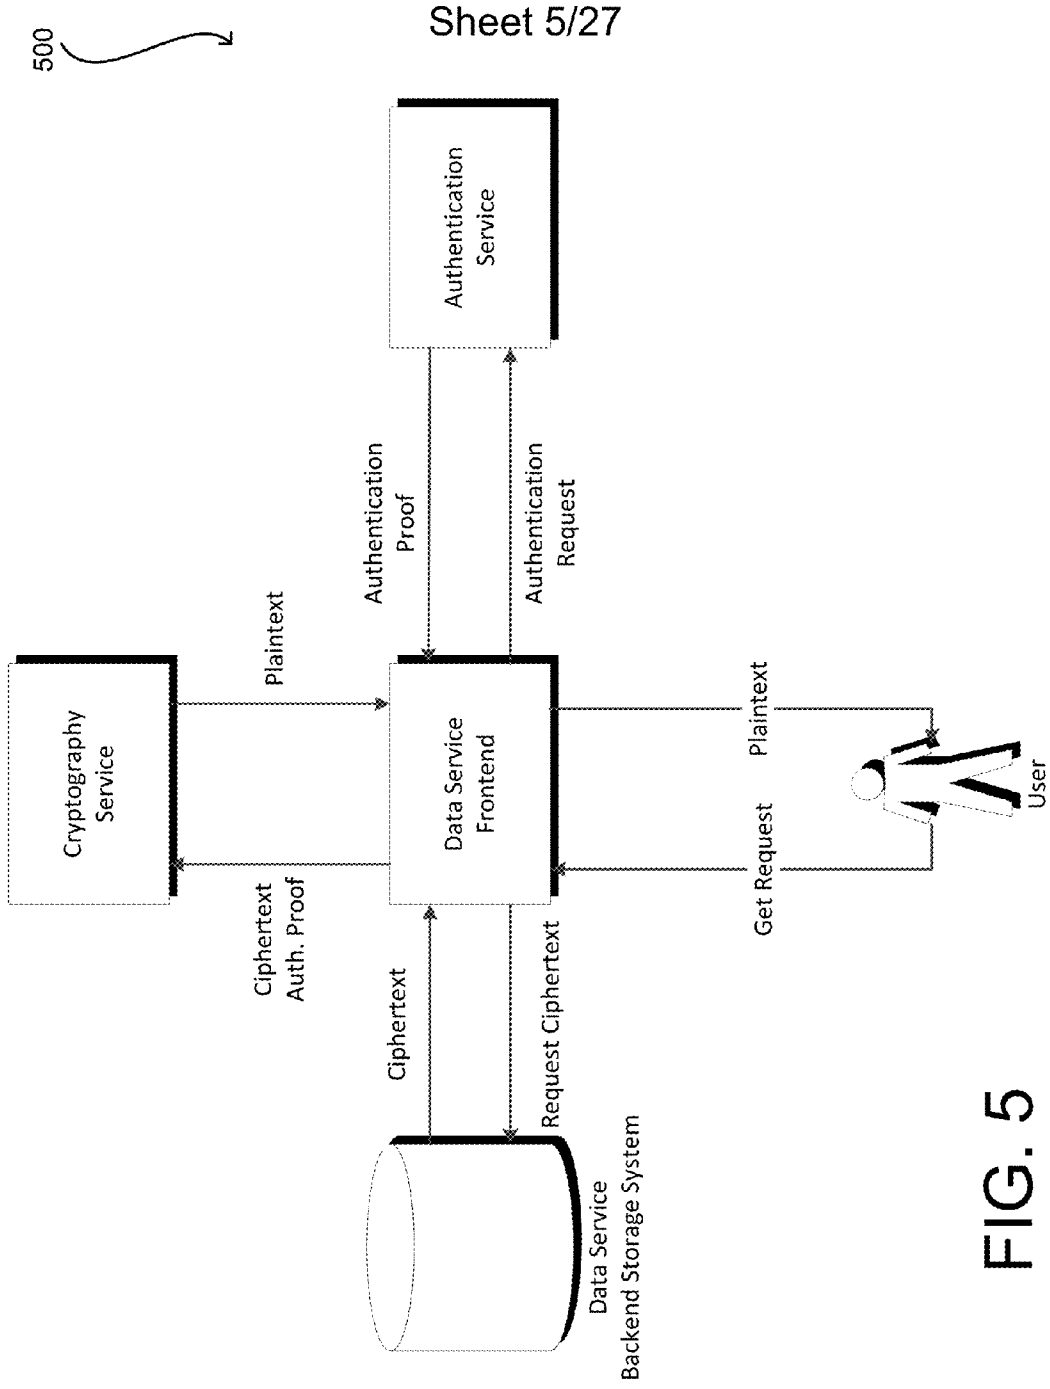 Sheet 5/27
500
Cryptography
Service
Authentication
Service
Plaintext
Ciphertext
Auth. Proof
Authentication
Proof
Authentication
Request
Data Service
Frontend
Ciphertext
Request Ciphertext
Data Service
Backend Storage System
Plaintext
Get Request
User
FIG. 5